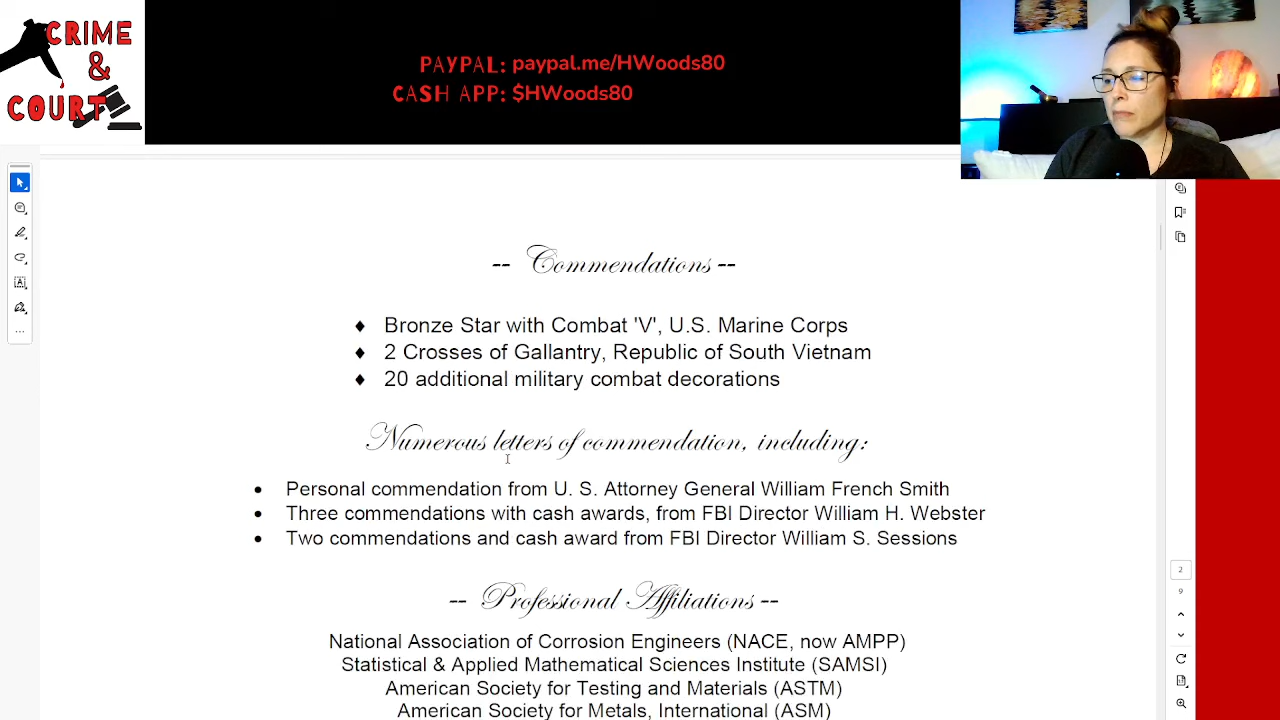 CRIME
&
COURT
PAYPAL: paypal.me/HWoods80
CASH APP: $HWoods80
-- Commendations --
♦ Bronze Star with Combat 'V', U.S. Marine Corps
♦ 2 Crosses of Gallantry, Republic of South Vietnam
♦ 20 additional military combat decorations
Numerous letters of commendation, including:
• Personal commendation from U. S. Attorney General William French Smith
• Three commendations with cash awards, from FBI Director William H. Webster
• Two commendations and cash award from FBI Director William S. Sessions
-- Professional Affiliations --
National Association of Corrosion Engineers (NACE, now AMPP)
Statistical & Applied Mathematical Sciences Institute (SAMSI)
American Society for Testing and Materials (ASTM)
American Society for Metals, International (ASM)
2
9